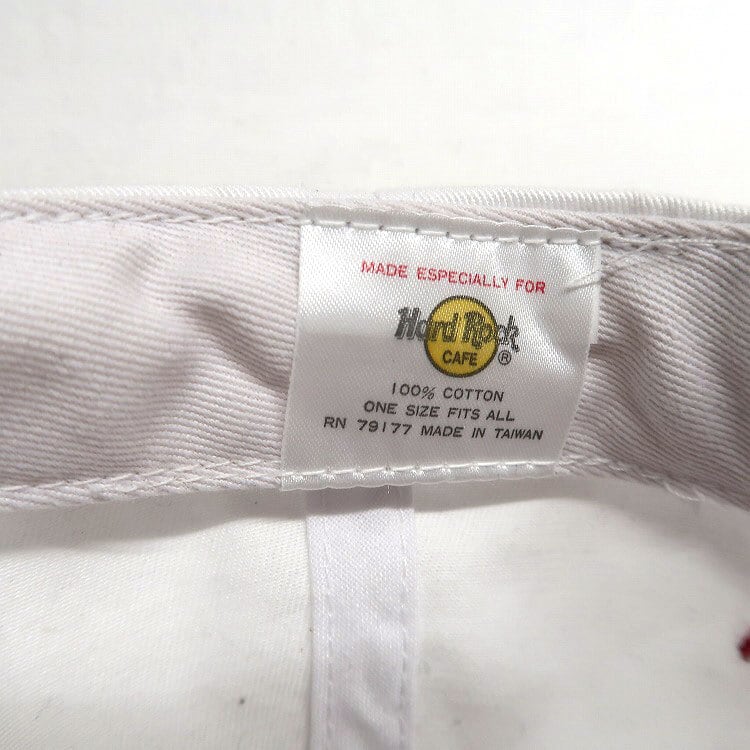 MADE ESPECIALLY FOR
Hard Rock
CAFE ®
100% COTTON
ONE SIZE FITS ALL
RN 79177 MADE IN TAIWAN